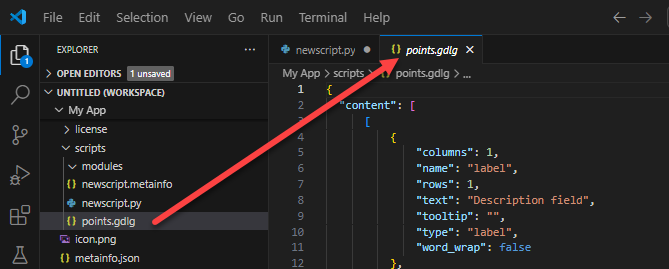 File Edit Selection View Go Run Terminal Help
EXPLORER
OPEN EDITORS 1 unsaved
UNTITLED (WORKSPACE)
My App
license
scripts
modules
{} newscript.metainfo
newscript.py
{} points.gdlg
icon.png
{} metainfo.json
1
newscript.py
{} points.gdlg
My App > scripts > {} points.gdlg > ...
1 {
2 "content": [
3 [
4 {
5 "columns": 1,
6 "name": "label",
7 "rows": 1,
8 "text": "Description field",
9 "tooltip": "",
10 "type": "label",
11 "word_wrap": false
12 },